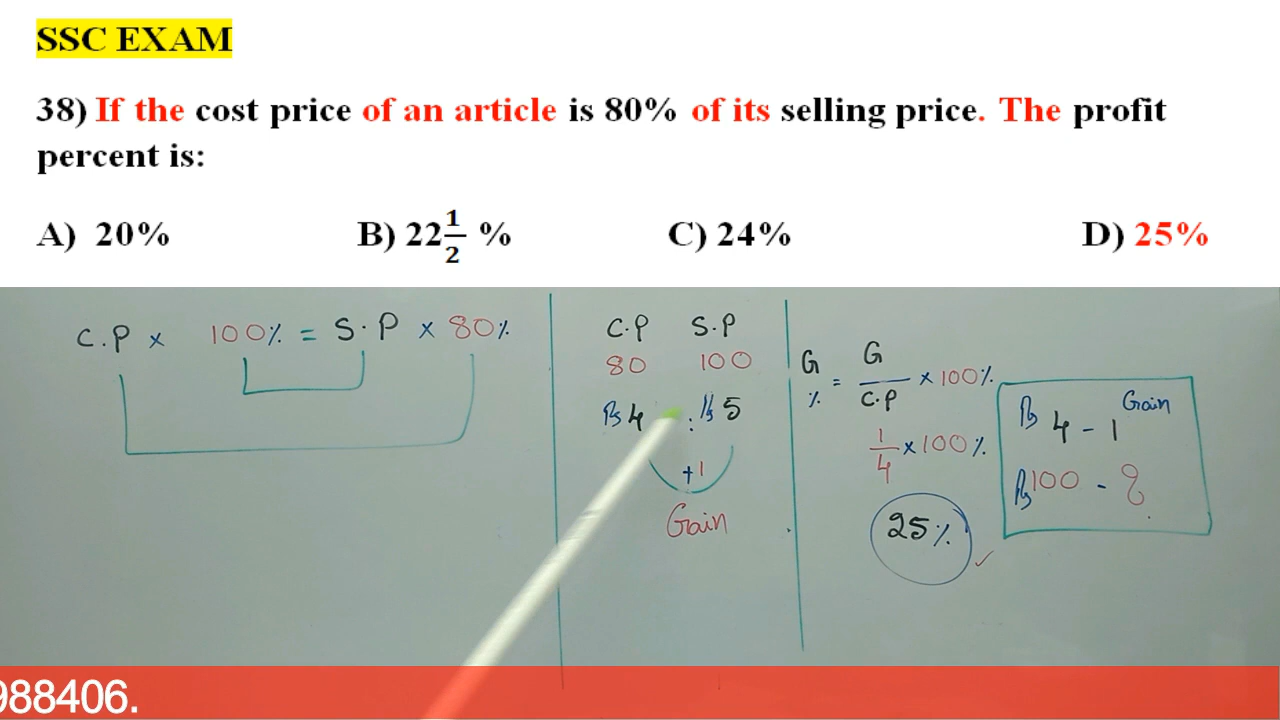 SSC EXAM
38) If the cost price of an article is 80% of its selling price. The profit
percent is:
A) 20% B) 22 1/2 % C) 24% D) 25%
C.P × 100% = S.P × 80%
C.P S.P
80 100
₨ 4 : ₨ 5
+1
Gain
G % = G / C.P × 100%
1/4 × 100%
25%
₨ 4 - 1 Gain
₨ 100 - ?
988406.